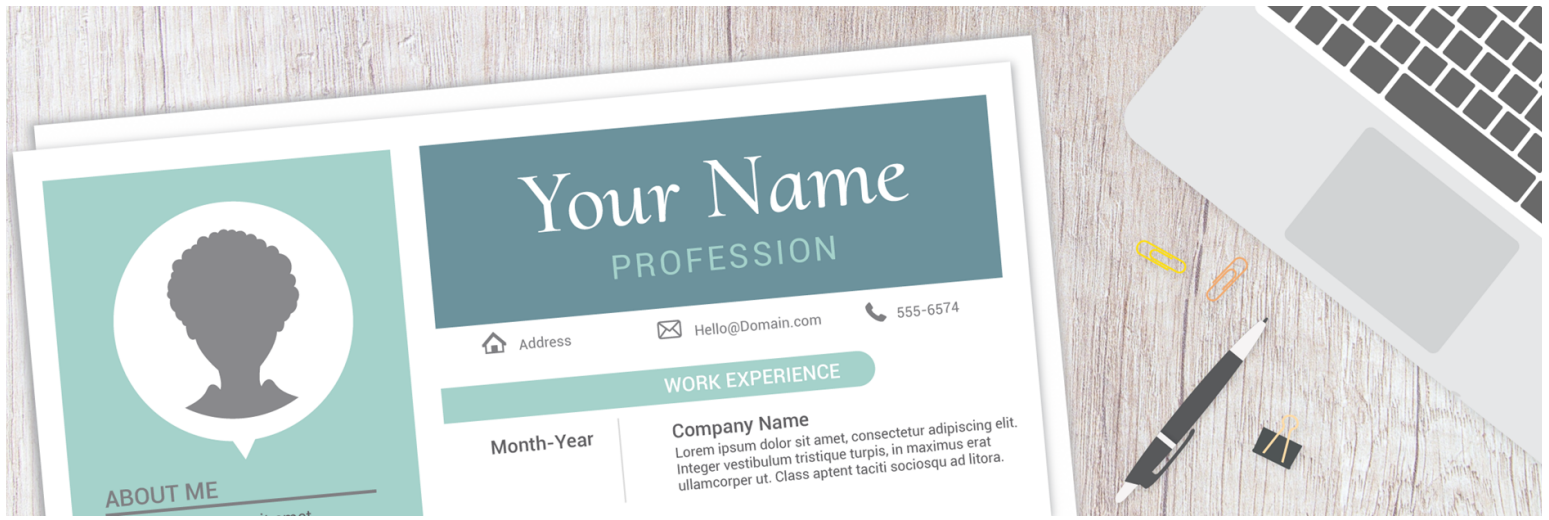 Your Name
PROFESSION
Address
Hello@Domain.com
555-6574
WORK EXPERIENCE
Month-Year
Company Name
Lorem ipsum dolor sit amet, consectetur adipiscing elit.
Integer vestibulum tristique turpis, in maximus erat
ullamcorper ut. Class aptent taciti sociosqu ad litora.
ABOUT ME